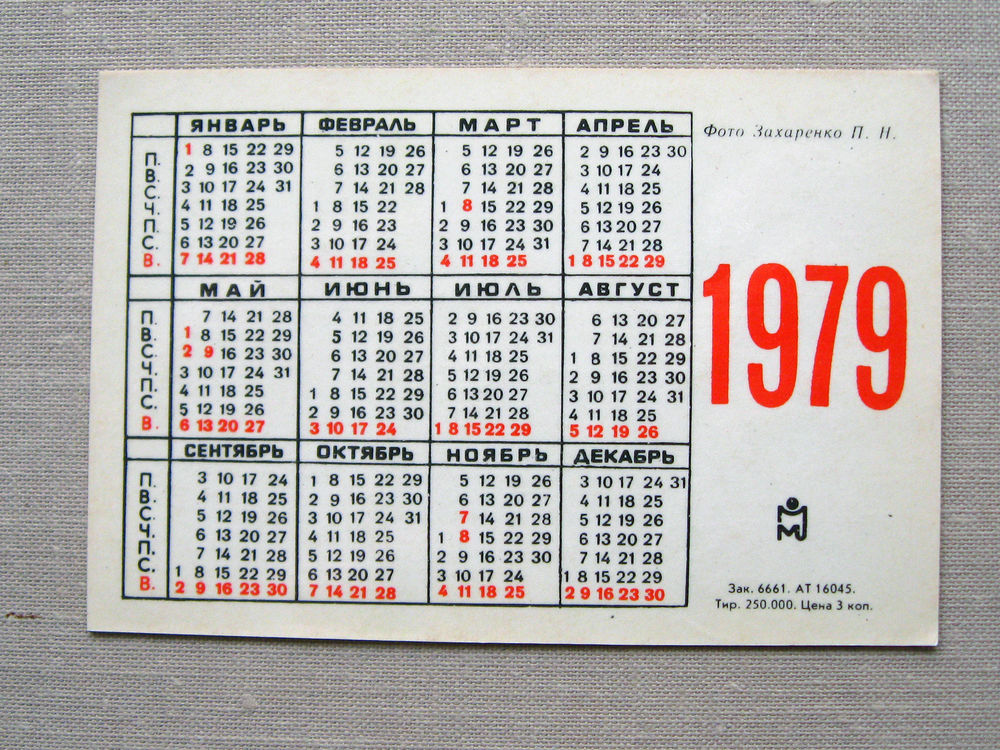 ЯНВАРЬ ФЕВРАЛЬ МАРТ АПРЕЛЬ
П. 1 8 15 22 29 5 12 19 26 5 12 19 26 2 9 16 23 30
В. 2 9 16 23 30 6 13 20 27 6 13 20 27 3 10 17 24
С. 3 10 17 24 31 7 14 21 28 7 14 21 28 4 11 18 25
Ч. 4 11 18 25 1 8 15 22 1 8 15 22 29 5 12 19 26
П. 5 12 19 26 2 9 16 23 2 9 16 23 30 6 13 20 27
С. 6 13 20 27 3 10 17 24 3 10 17 24 31 7 14 21 28
В. 7 14 21 28 4 11 18 25 4 11 18 25 1 8 15 22 29
МАЙ ИЮНЬ ИЮЛЬ АВГУСТ
П. 7 14 21 28 4 11 18 25 2 9 16 23 30 6 13 20 27
В. 1 8 15 22 29 5 12 19 26 3 10 17 24 31 7 14 21 28
С. 2 9 16 23 30 6 13 20 27 4 11 18 25 1 8 15 22 29
Ч. 3 10 17 24 31 7 14 21 28 5 12 19 26 2 9 16 23 30
П. 4 11 18 25 1 8 15 22 29 6 13 20 27 3 10 17 24 31
С. 5 12 19 26 2 9 16 23 30 7 14 21 28 4 11 18 25
В. 6 13 20 27 3 10 17 24 1 8 15 22 29 5 12 19 26
СЕНТЯБРЬ ОКТЯБРЬ НОЯБРЬ ДЕКАБРЬ
П. 3 10 17 24 1 8 15 22 29 5 12 19 26 3 10 17 24 31
В. 4 11 18 25 2 9 16 23 30 6 13 20 27 4 11 18 25
С. 5 12 19 26 3 10 17 24 31 7 14 21 28 5 12 19 26
Ч. 6 13 20 27 4 11 18 25 1 8 15 22 29 6 13 20 27
П. 7 14 21 28 5 12 19 26 2 9 16 23 30 7 14 21 28
С. 1 8 15 22 29 6 13 20 27 3 10 17 24 1 8 15 22 29
В. 2 9 16 23 30 7 14 21 28 4 11 18 25 2 9 16 23 30
Фото Захаренко П. Н.
1979
Зак. 6661. АТ 16045.
Тир. 250.000. Цена 3 коп.